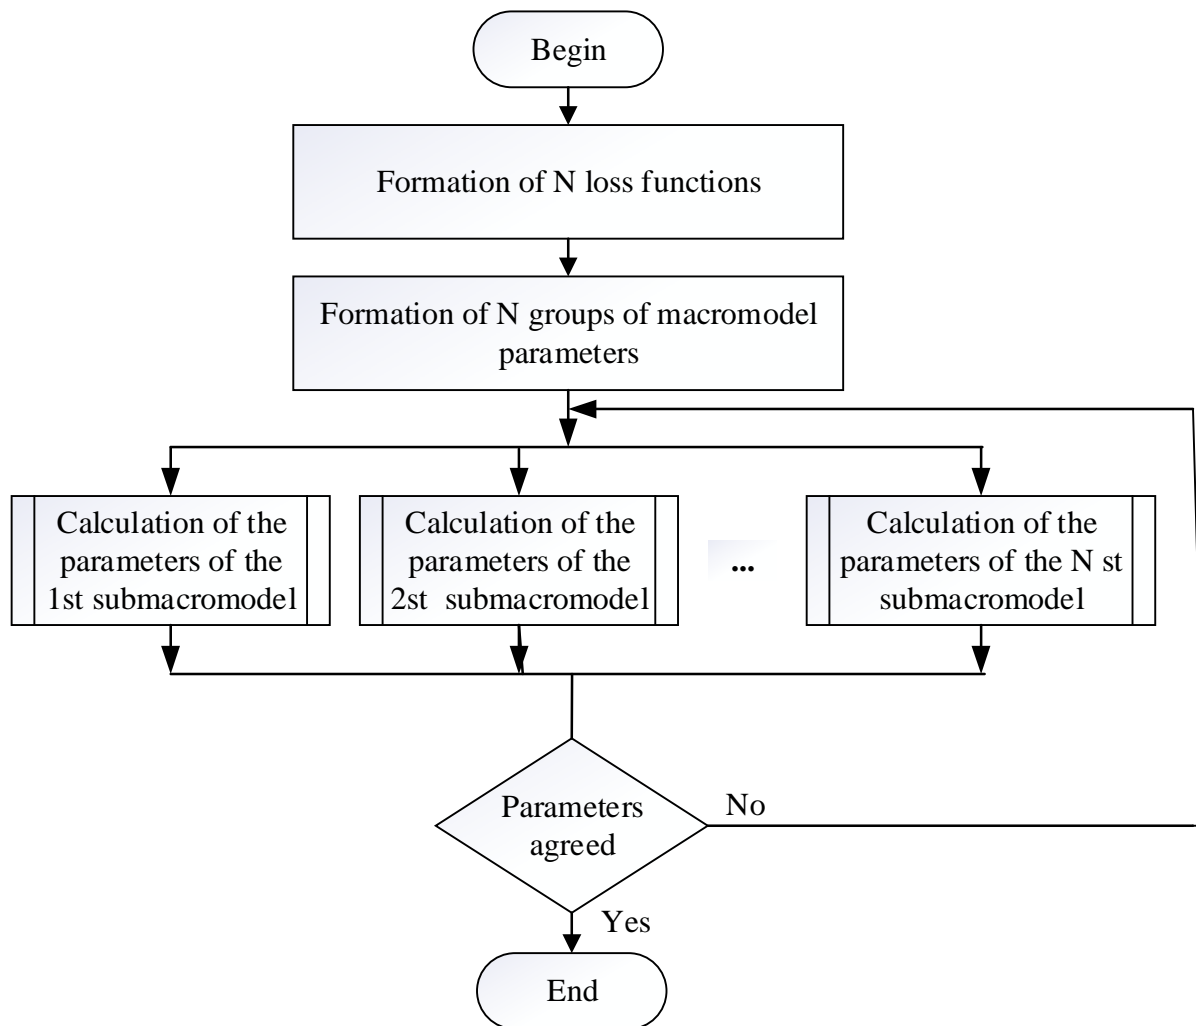 Begin
Formation of N loss functions
Formation of N groups of macromodel
parameters
Calculation of the
parameters of the
1st submacromodel
Calculation of the
parameters of the
2st submacromodel
...
Calculation of the
parameters of the N st
submacromodel
Parameters
agreed
No
Yes
End